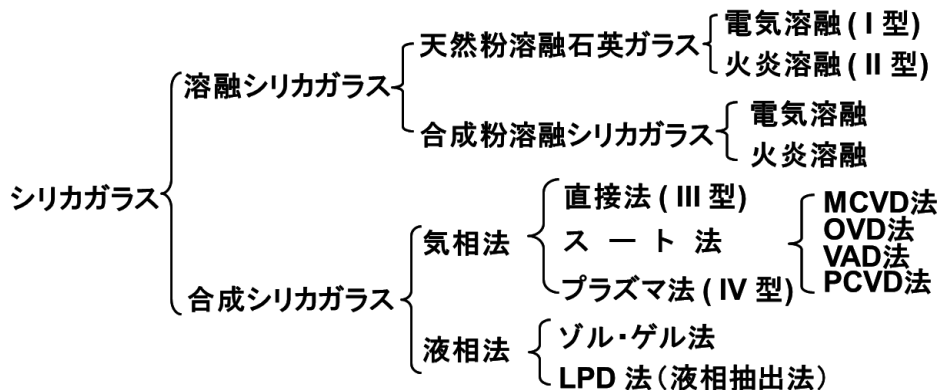 電気溶融 ( I 型)
天然粉溶融石英ガラス
火炎溶融 ( II 型)
溶融シリカガラス
電気溶融
合成粉溶融シリカガラス
火炎溶融
シリカガラス
直接法 ( III 型)
MCVD法
気相法
スート法
OVD法
VAD法
プラズマ法 ( IV 型)
PCVD法
合成シリカガラス
液相法
ゾル・ゲル法
LPD 法（液相抽出法）